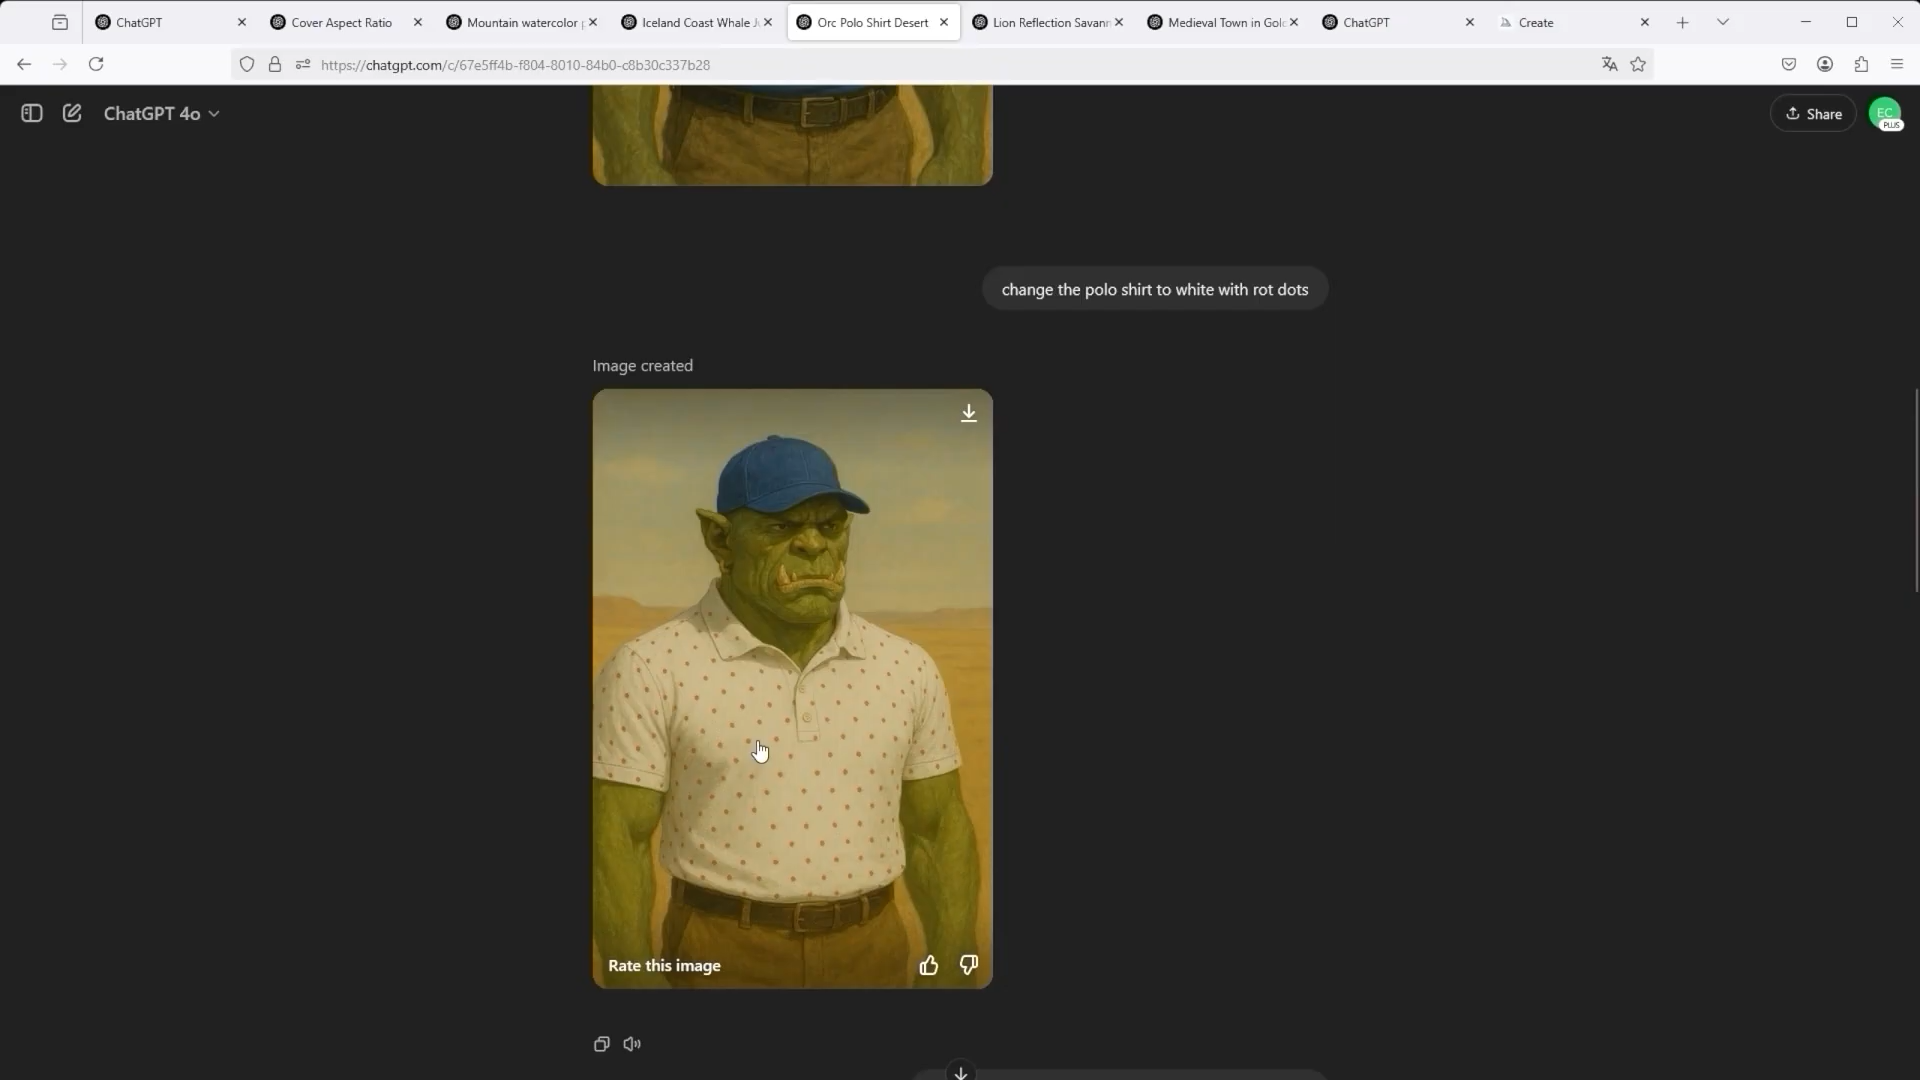 ChatGPT
Cover Aspect Ratio
Mountain watercolor p
Iceland Coast Whale J
Orc Polo Shirt Desert
Lion Reflection Savann
Medieval Town in Gold
ChatGPT
Create
https://chatgpt.com/c/67e5ff4b-f804-8010-84b0-c8b30c337b28
ChatGPT 4o
Share
EC
PLUS
change the polo shirt to white with rot dots
Image created
Rate this image